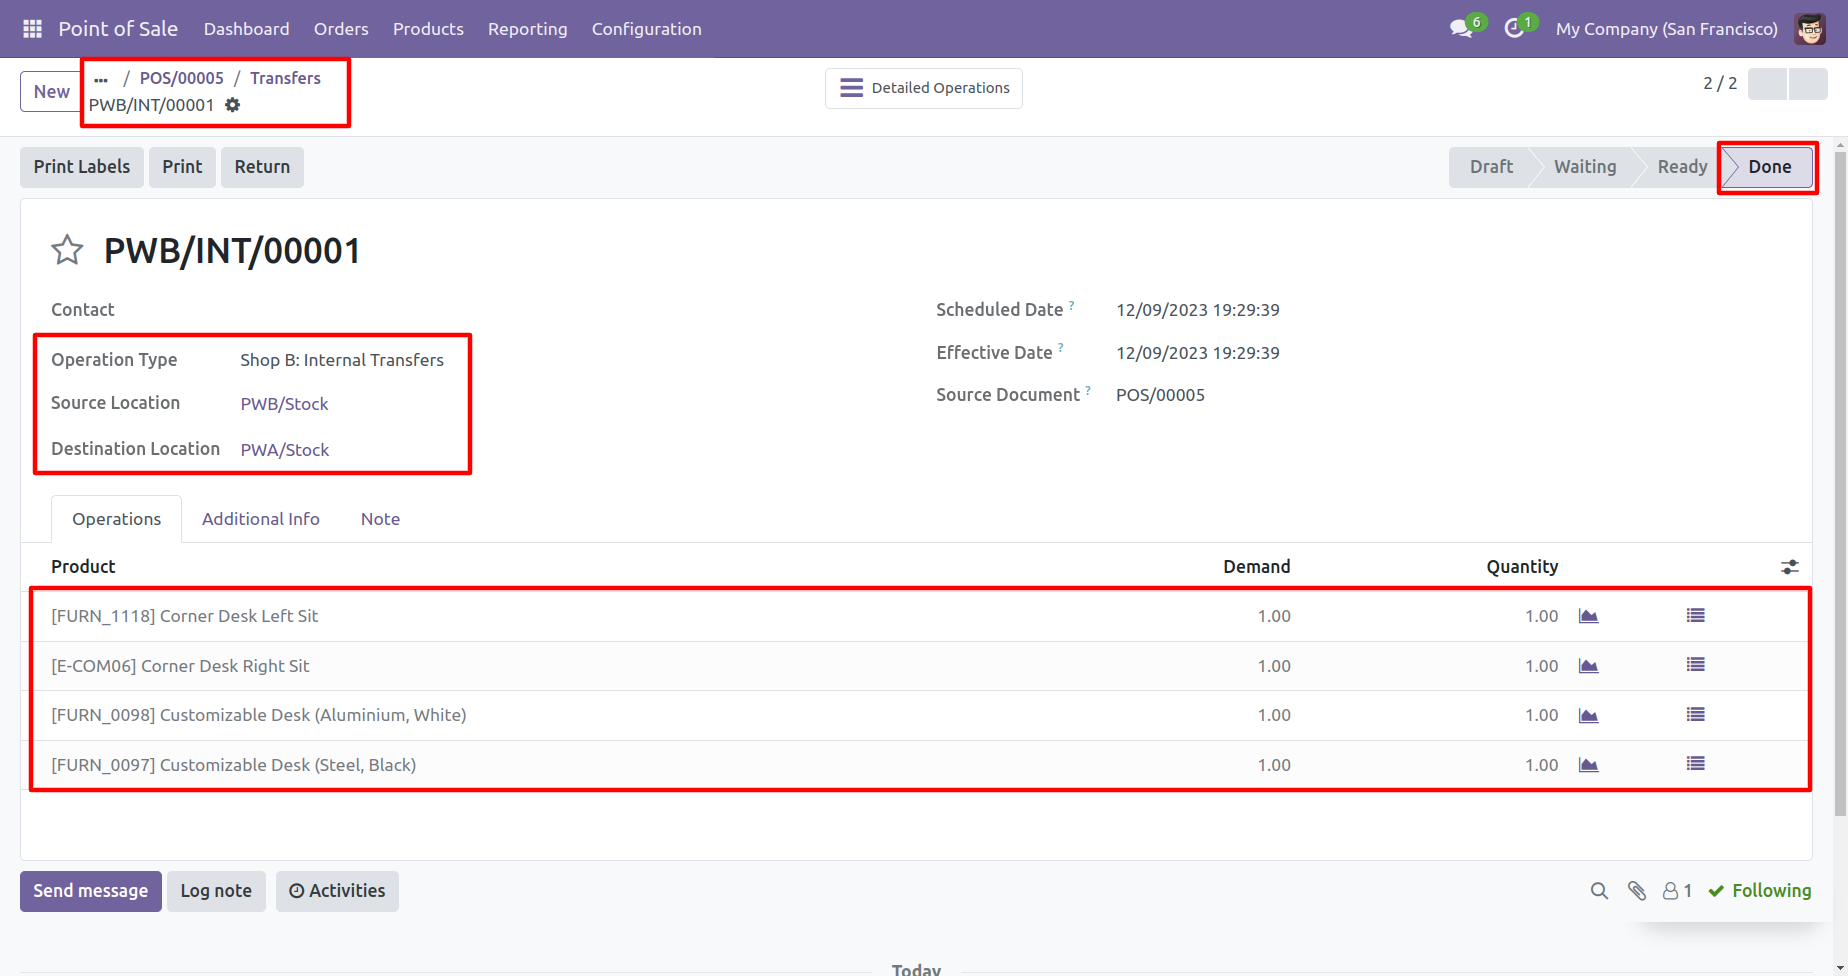 Point of Sale Dashboard Orders Products Reporting Configuration 6 1 My Company (San Francisco)
New ... / POS/00005 / Transfers
PWB/INT/00001
Detailed Operations
2 / 2
Print Labels Print Return Draft Waiting Ready Done
PWB/INT/00001
Contact
Operation Type Shop B: Internal Transfers
Source Location PWB/Stock
Destination Location PWA/Stock
Scheduled Date ? 12/09/2023 19:29:39
Effective Date ? 12/09/2023 19:29:39
Source Document ? POS/00005
Operations Additional Info Note
Product Demand Quantity
[FURN_1118] Corner Desk Left Sit 1.00 1.00
[E-COM06] Corner Desk Right Sit 1.00 1.00
[FURN_0098] Customizable Desk (Aluminium, White) 1.00 1.00
[FURN_0097] Customizable Desk (Steel, Black) 1.00 1.00
Send message Log note Activities 1 Following
Today